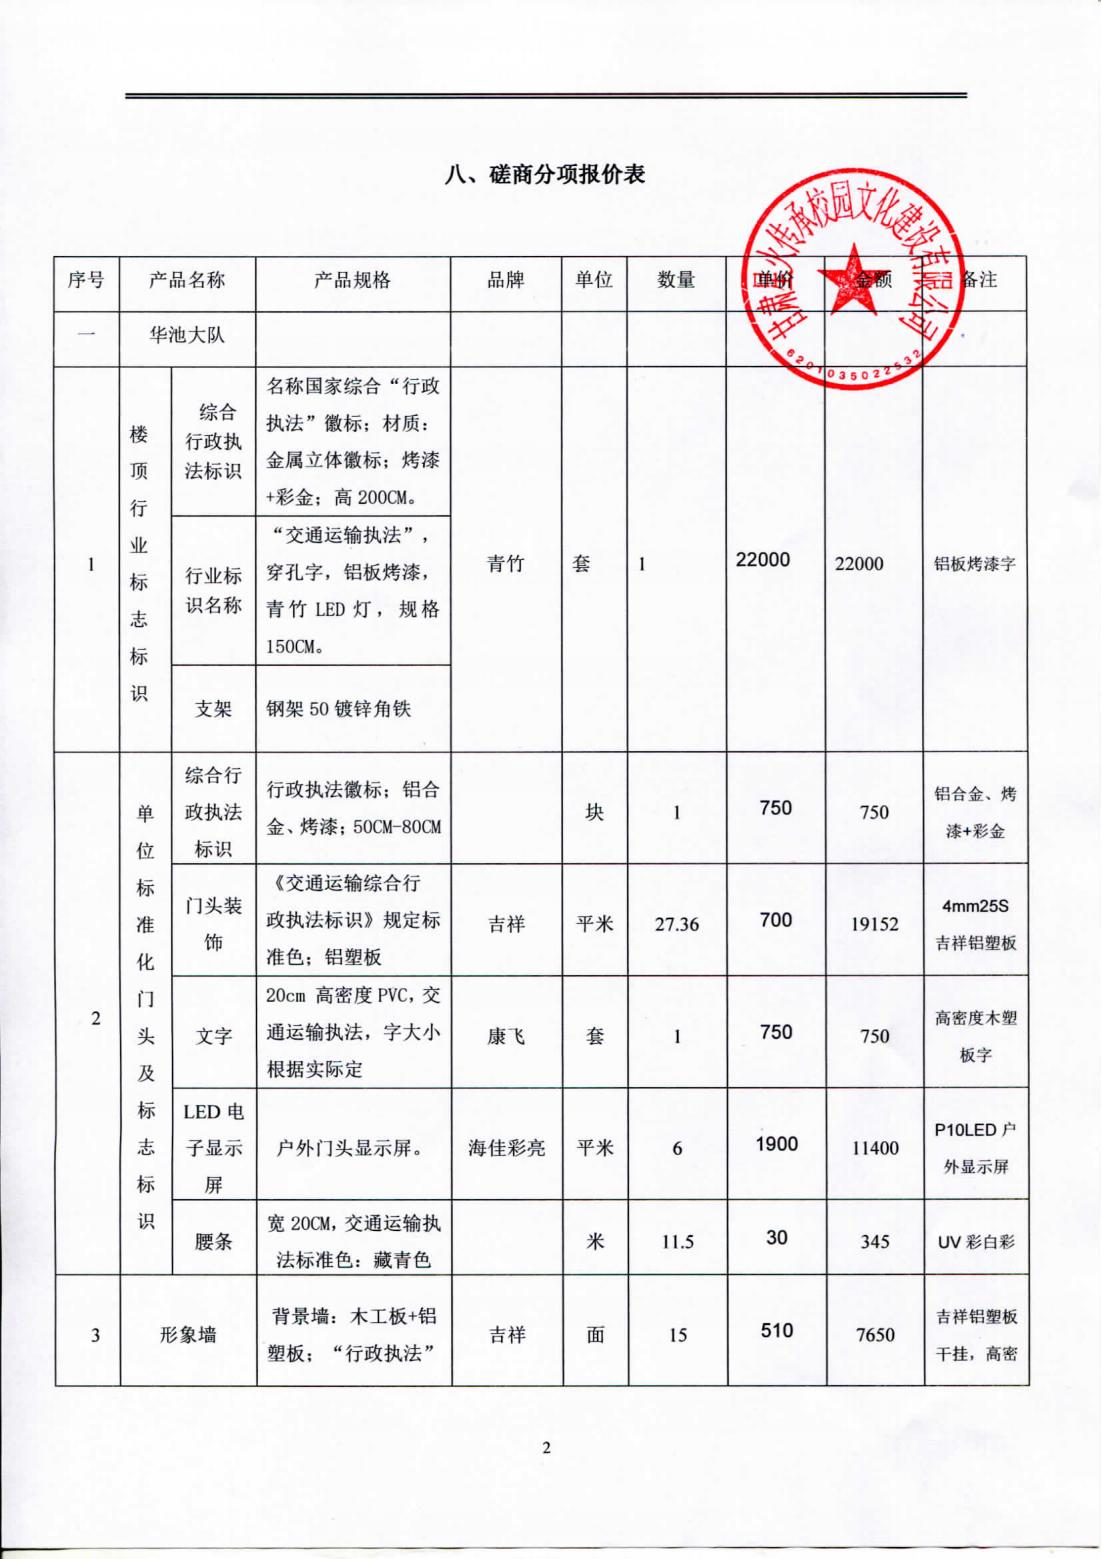 八、磋商分项报价表
甘肃星火传承校园文化建设有限公司
6201035022532
序号 产品名称 产品规格 品牌 单位 数量 单价 金额 备注
一 华池大队
1
楼顶行业标志标识
综合
行政执
法标识
名称国家综合“行政
执法”徽标；材质：
金属立体徽标；烤漆
+彩金；高 200CM。
行业标
识名称
“交通运输执法”，
穿孔字，铝板烤漆，
青竹 LED 灯，规格
150CM。
支架
钢架 50 镀锌角铁
青竹 套 1 22000 22000 铝板烤漆字
2
单位标准化门头及标志标识
综合行
政执法
标识
行政执法徽标；铝合
金、烤漆；50CM-80CM
块 1 750 750
铝合金、烤
漆+彩金
门头装
饰
《交通运输综合行
政执法标识》规定标
准色；铝塑板
吉祥 平米 27.36 700 19152
4mm25S
吉祥铝塑板
文字
20cm 高密度 PVC，交
通运输执法，字大小
根据实际定
康飞 套 1 750 750
高密度木塑
板字
LED 电
子显示
屏
户外门头显示屏。
海佳彩亮 平米 6 1900 11400
P10LED 户
外显示屏
腰条
宽 20CM，交通运输执
法标准色：藏青色
米 11.5 30 345 UV 彩白彩
3 形象墙
背景墙：木工板+铝
塑板；“行政执法”
吉祥 面 15 510 7650
吉祥铝塑板
干挂，高密
2